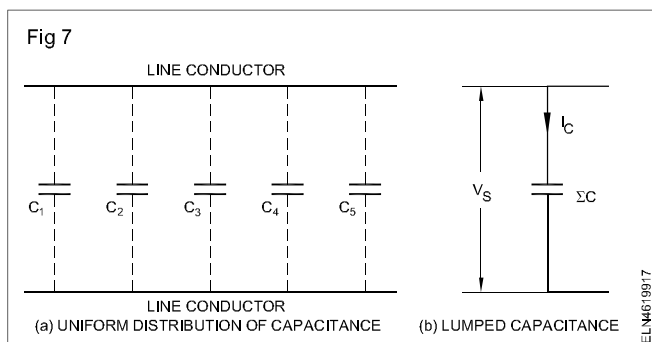 Fig 7
LINE CONDUCTOR
C1 C2 C3 C4 C5
LINE CONDUCTOR
(a) UNIFORM DISTRIBUTION OF CAPACITANCE
VS
IC
ΣC
(b) LUMPED CAPACITANCE
ELN4619917